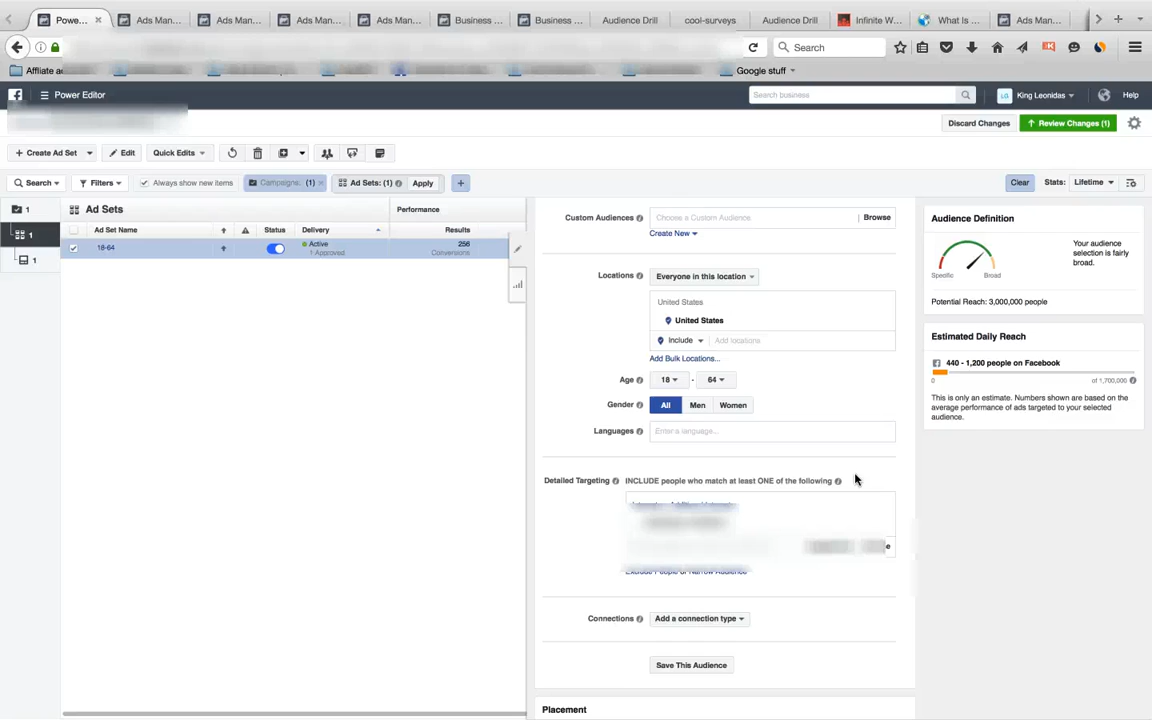 Powe... × Ads Man... Ads Man... Ads Man... Ads Man... Business ... Business ... Audience Drill cool-surveys Audience Drill Infinite W... What Is ... Ads Man...
Search
Affliate Google stuff
Power Editor Search business King Leonidas Help
Discard Changes Review Changes (1)
+ Create Ad Set Edit Quick Edits
Search Filters Always show new items Campaigns: (1) × Ad Sets: (1) Apply + Clear Stats: Lifetime
1 Ad Sets Performance
1 Ad Set Name Status Delivery Results
1 18-64 Active 256
1 Approved Conversions
Custom Audiences Choose a Custom Audience Browse
Create New
Locations Everyone in this location
United States
United States
Include Add locations
Add Bulk Locations...
Age 18 - 64
Gender All Men Women
Languages Enter a language...
Detailed Targeting INCLUDE people who match at least ONE of the following
Exclude People or Narrow Audience
Connections Add a connection type
Save This Audience
Placement
Audience Definition
Specific Broad
Your audience
selection is fairly
broad.
Potential Reach: 3,000,000 people
Estimated Daily Reach
440 - 1,200 people on Facebook
0 of 1,700,000
This is only an estimate. Numbers shown are based on the
average performance of ads targeted to your selected
audience.